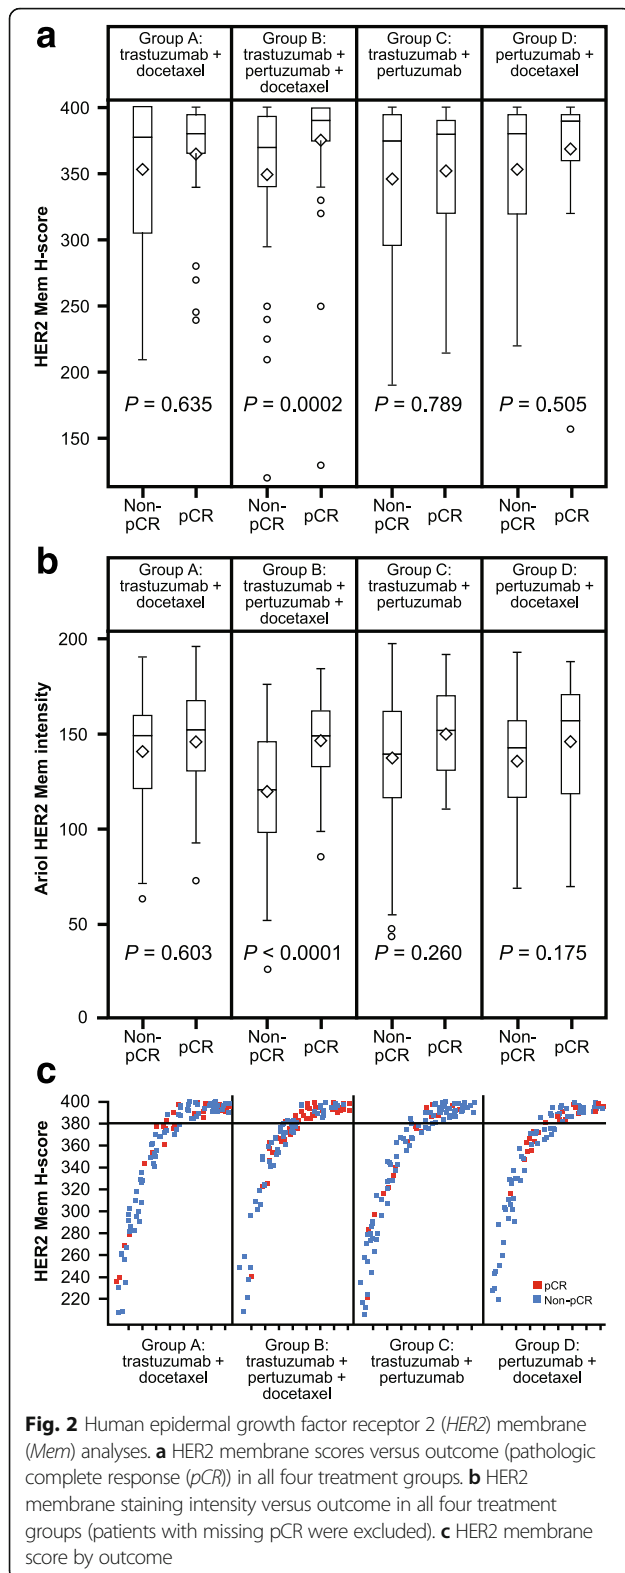 a
Group A:
trastuzumab +
docetaxel
Group B:
trastuzumab +
pertuzumab +
docetaxel
Group C:
trastuzumab +
pertuzumab
Group D:
pertuzumab +
docetaxel
HER2 Mem H-score
400
350
300
250
200
150
P = 0.635
P = 0.0002
P = 0.789
P = 0.505
Non-
pCR
pCR
Non-
pCR
pCR
Non-
pCR
pCR
Non-
pCR
pCR
b
Group A:
trastuzumab +
docetaxel
Group B:
trastuzumab +
pertuzumab +
docetaxel
Group C:
trastuzumab +
pertuzumab
Group D:
pertuzumab +
docetaxel
Ariol HER2 Mem intensity
200
150
100
50
0
P = 0.603
P < 0.0001
P = 0.260
P = 0.175
Non-
pCR
pCR
Non-
pCR
pCR
Non-
pCR
pCR
Non-
pCR
pCR
c
HER2 Mem H-score
400
380
360
340
320
300
280
260
240
220
pCR
Non-pCR
Group A:
trastuzumab +
docetaxel
Group B:
trastuzumab +
pertuzumab +
docetaxel
Group C:
trastuzumab +
pertuzumab
Group D:
pertuzumab +
docetaxel
Fig. 2 Human epidermal growth factor receptor 2 (HER2) membrane
(Mem) analyses. a HER2 membrane scores versus outcome (pathologic
complete response (pCR)) in all four treatment groups. b HER2
membrane staining intensity versus outcome in all four treatment
groups (patients with missing pCR were excluded). c HER2 membrane
score by outcome